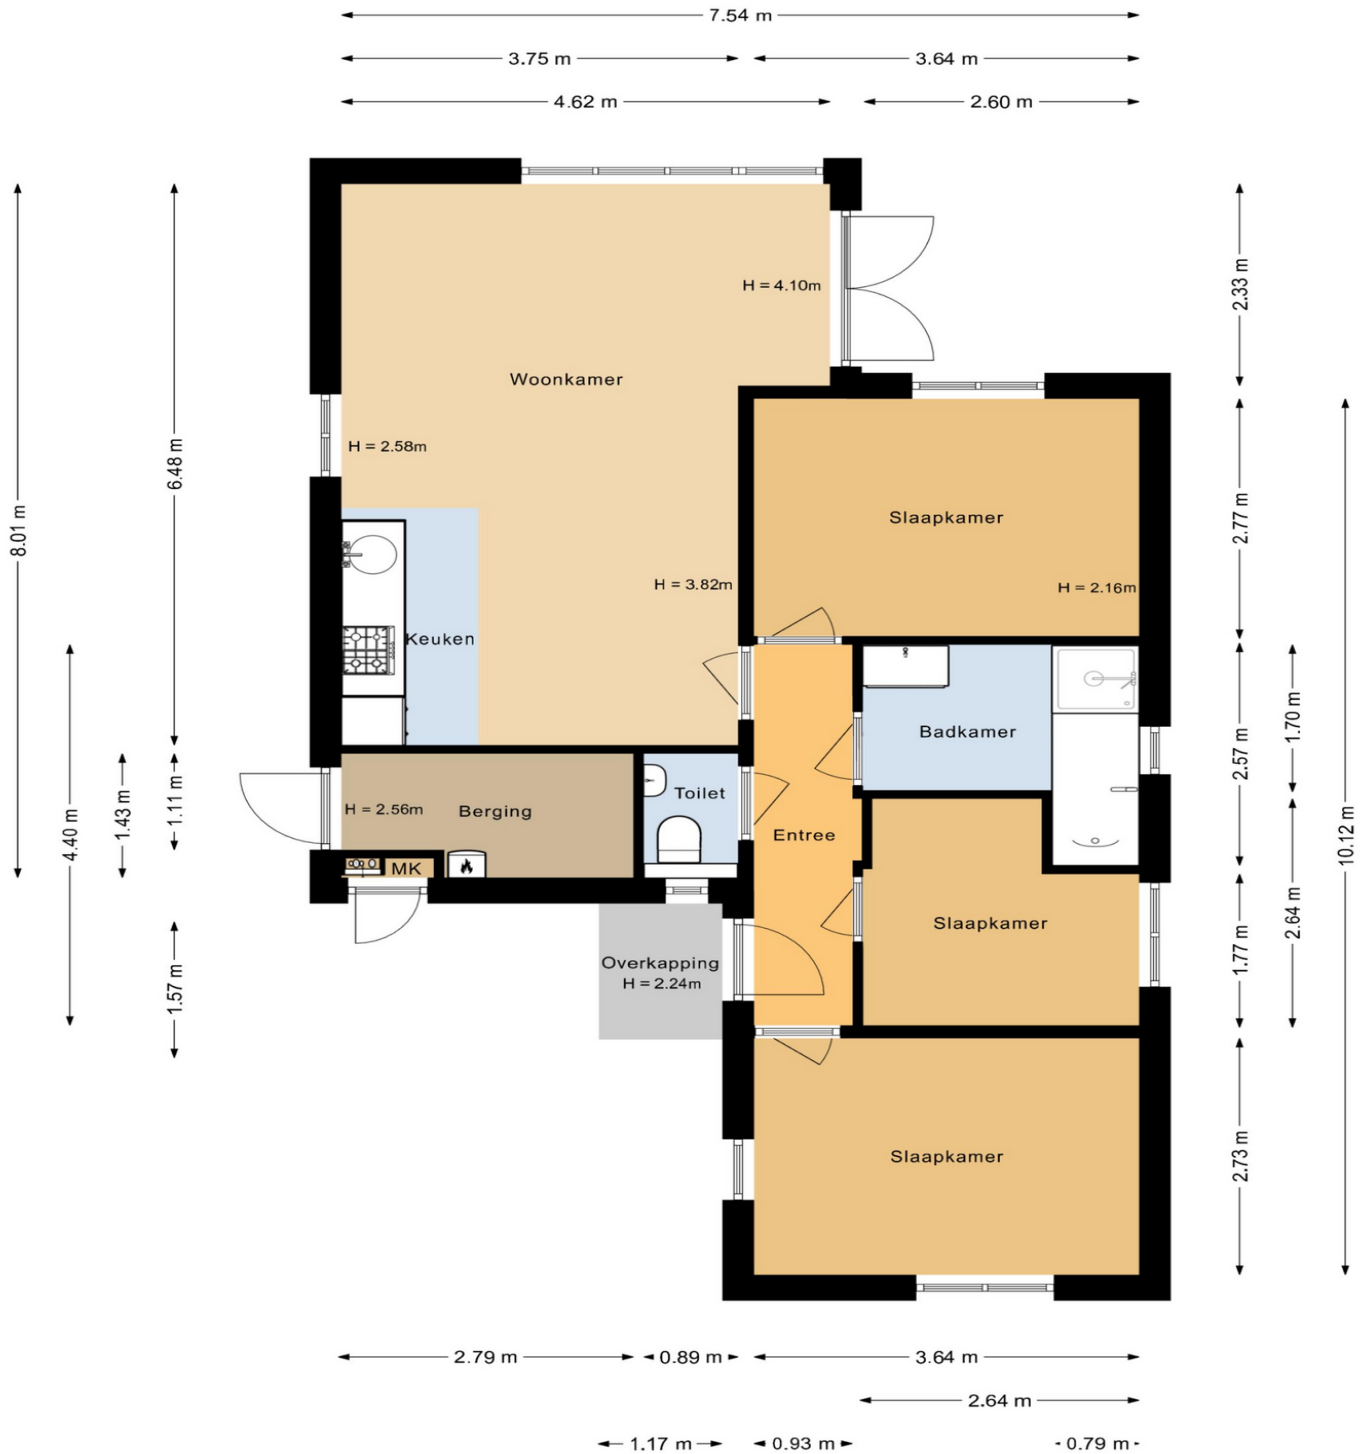 7.54 m
3.75 m
3.64 m
4.62 m
2.60 m
H = 4.10m
2.33 m
Woonkamer
H = 2.58m
6.48 m
8.01 m
Slaapkamer
2.77 m
H = 3.82m
H = 2.16m
Keuken
Badkamer
1.70 m
2.57 m
10.12 m
Toilet
H = 2.56m
Berging
Entree
1.11 m
1.43 m
4.40 m
MK
Slaapkamer
2.64 m
1.77 m
Overkapping
H = 2.24m
1.57 m
Slaapkamer
2.73 m
2.79 m
0.89 m
3.64 m
2.64 m
1.17 m
0.93 m
0.79 m